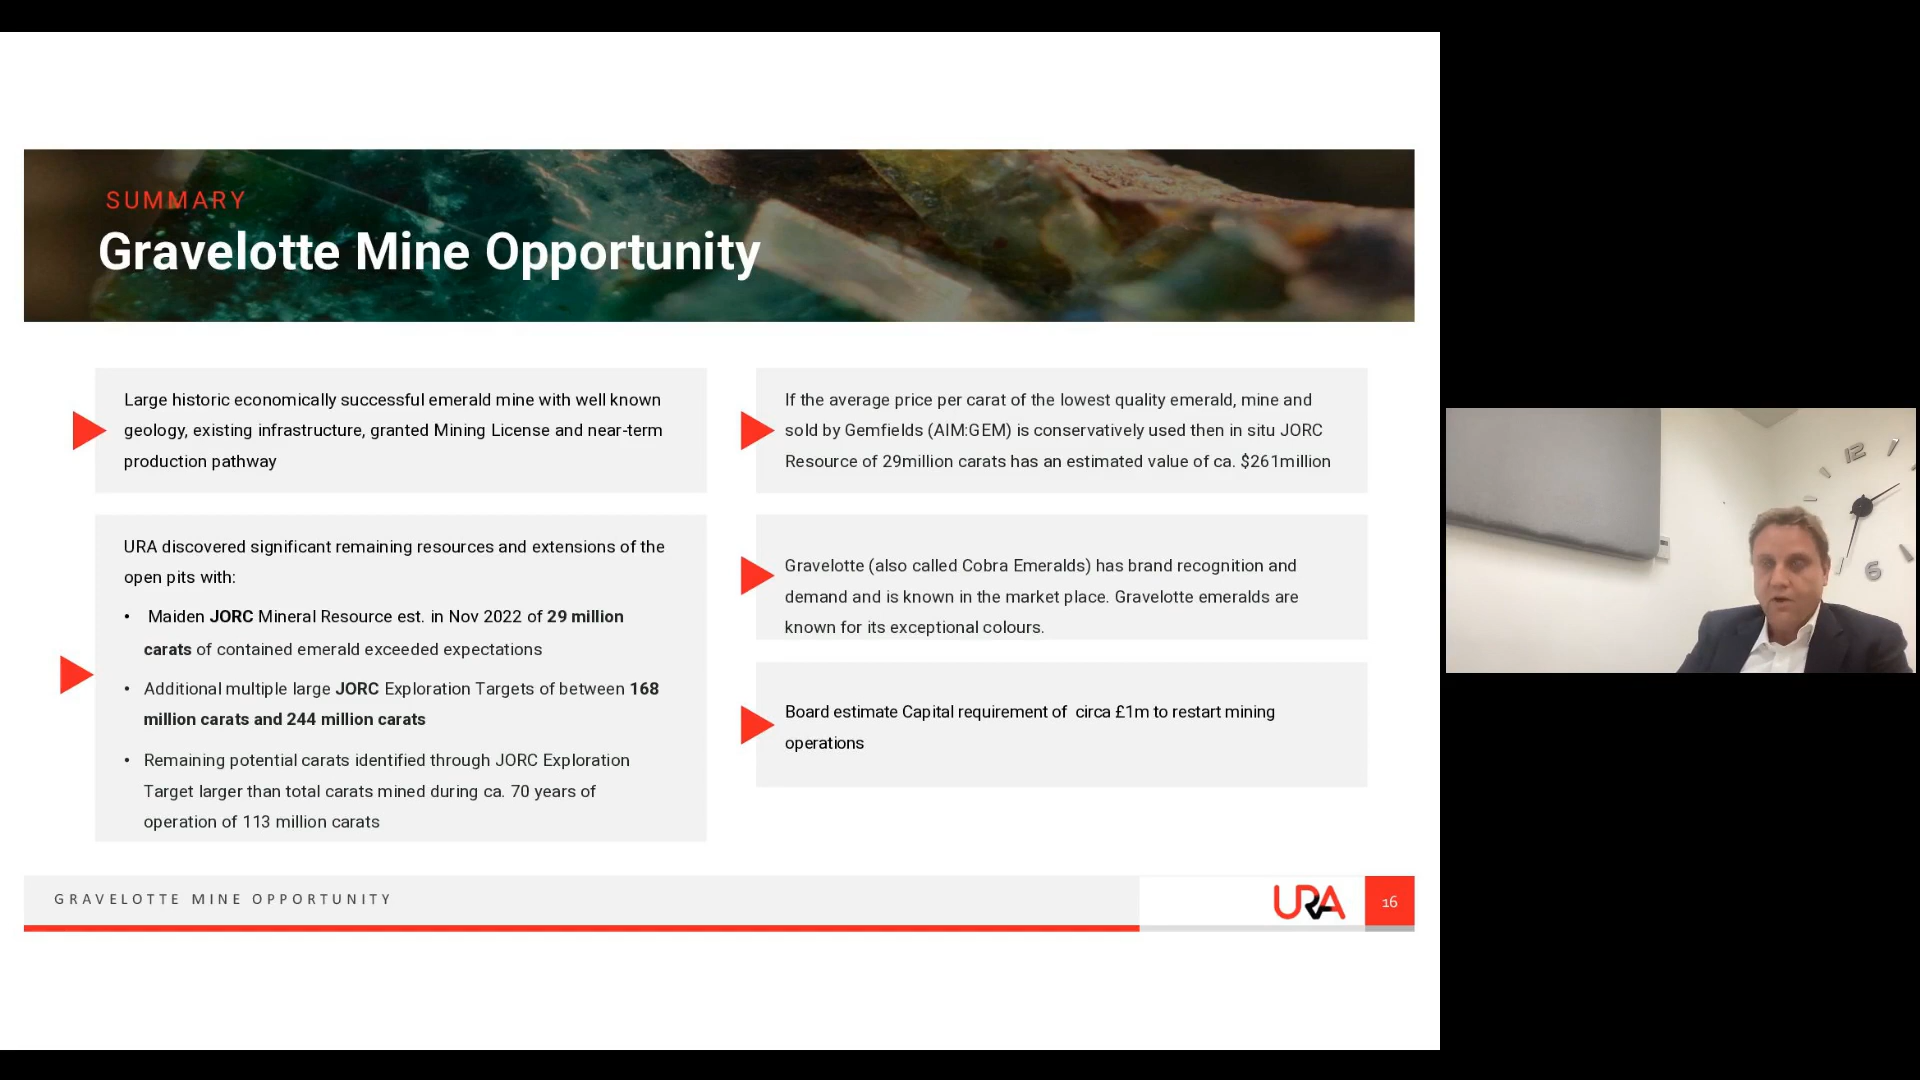 SUMMARY
Gravelotte Mine Opportunity
Large historic economically successful emerald mine with well known
geology, existing infrastructure, granted Mining License and near-term
production pathway
URA discovered significant remaining resources and extensions of the
open pits with:
• Maiden JORC Mineral Resource est. in Nov 2022 of 29 million
carats of contained emerald exceeded expectations
• Additional multiple large JORC Exploration Targets of between 168
million carats and 244 million carats
• Remaining potential carats identified through JORC Exploration
Target larger than total carats mined during ca. 70 years of
operation of 113 million carats
If the average price per carat of the lowest quality emerald, mine and
sold by Gemfields (AIM:GEM) is conservatively used then in situ JORC
Resource of 29million carats has an estimated value of ca. $261million
Gravelotte (also called Cobra Emeralds) has brand recognition and
demand and is known in the market place. Gravelotte emeralds are
known for its exceptional colours.
Board estimate Capital requirement of circa £1m to restart mining
operations
GRAVELOTTE MINE OPPORTUNITY
URA
16
12
6